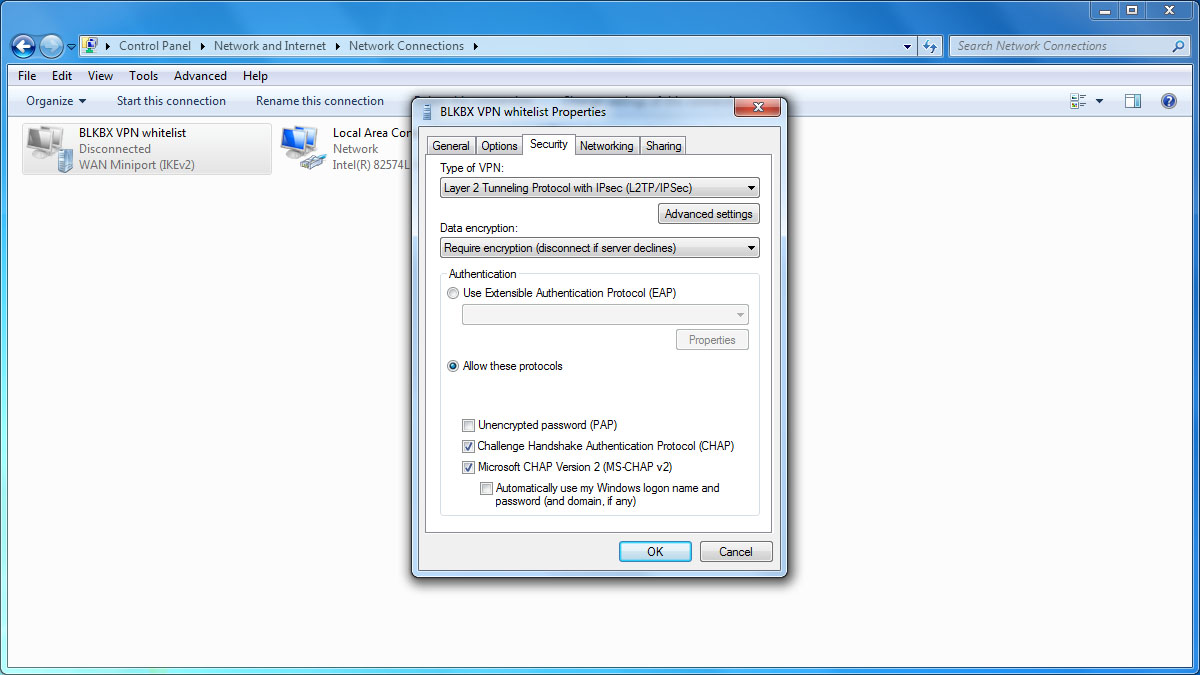 Control Panel Network and Internet Network Connections
Search Network Connections
File Edit View Tools Advanced Help
Organize Start this connection Rename this connection
BLKBX VPN whitelist
Disconnected
WAN Miniport (IKEv2)
Local Area Con
Network
Intel(R) 82574L
BLKBX VPN whitelist Properties
General Options Security Networking Sharing
Type of VPN:
Layer 2 Tunneling Protocol with IPsec (L2TP/IPSec)
Advanced settings
Data encryption:
Require encryption (disconnect if server declines)
Authentication
Use Extensible Authentication Protocol (EAP)
Properties
Allow these protocols
Unencrypted password (PAP)
Challenge Handshake Authentication Protocol (CHAP)
Microsoft CHAP Version 2 (MS-CHAP v2)
Automatically use my Windows logon name and
password (and domain, if any)
OK Cancel